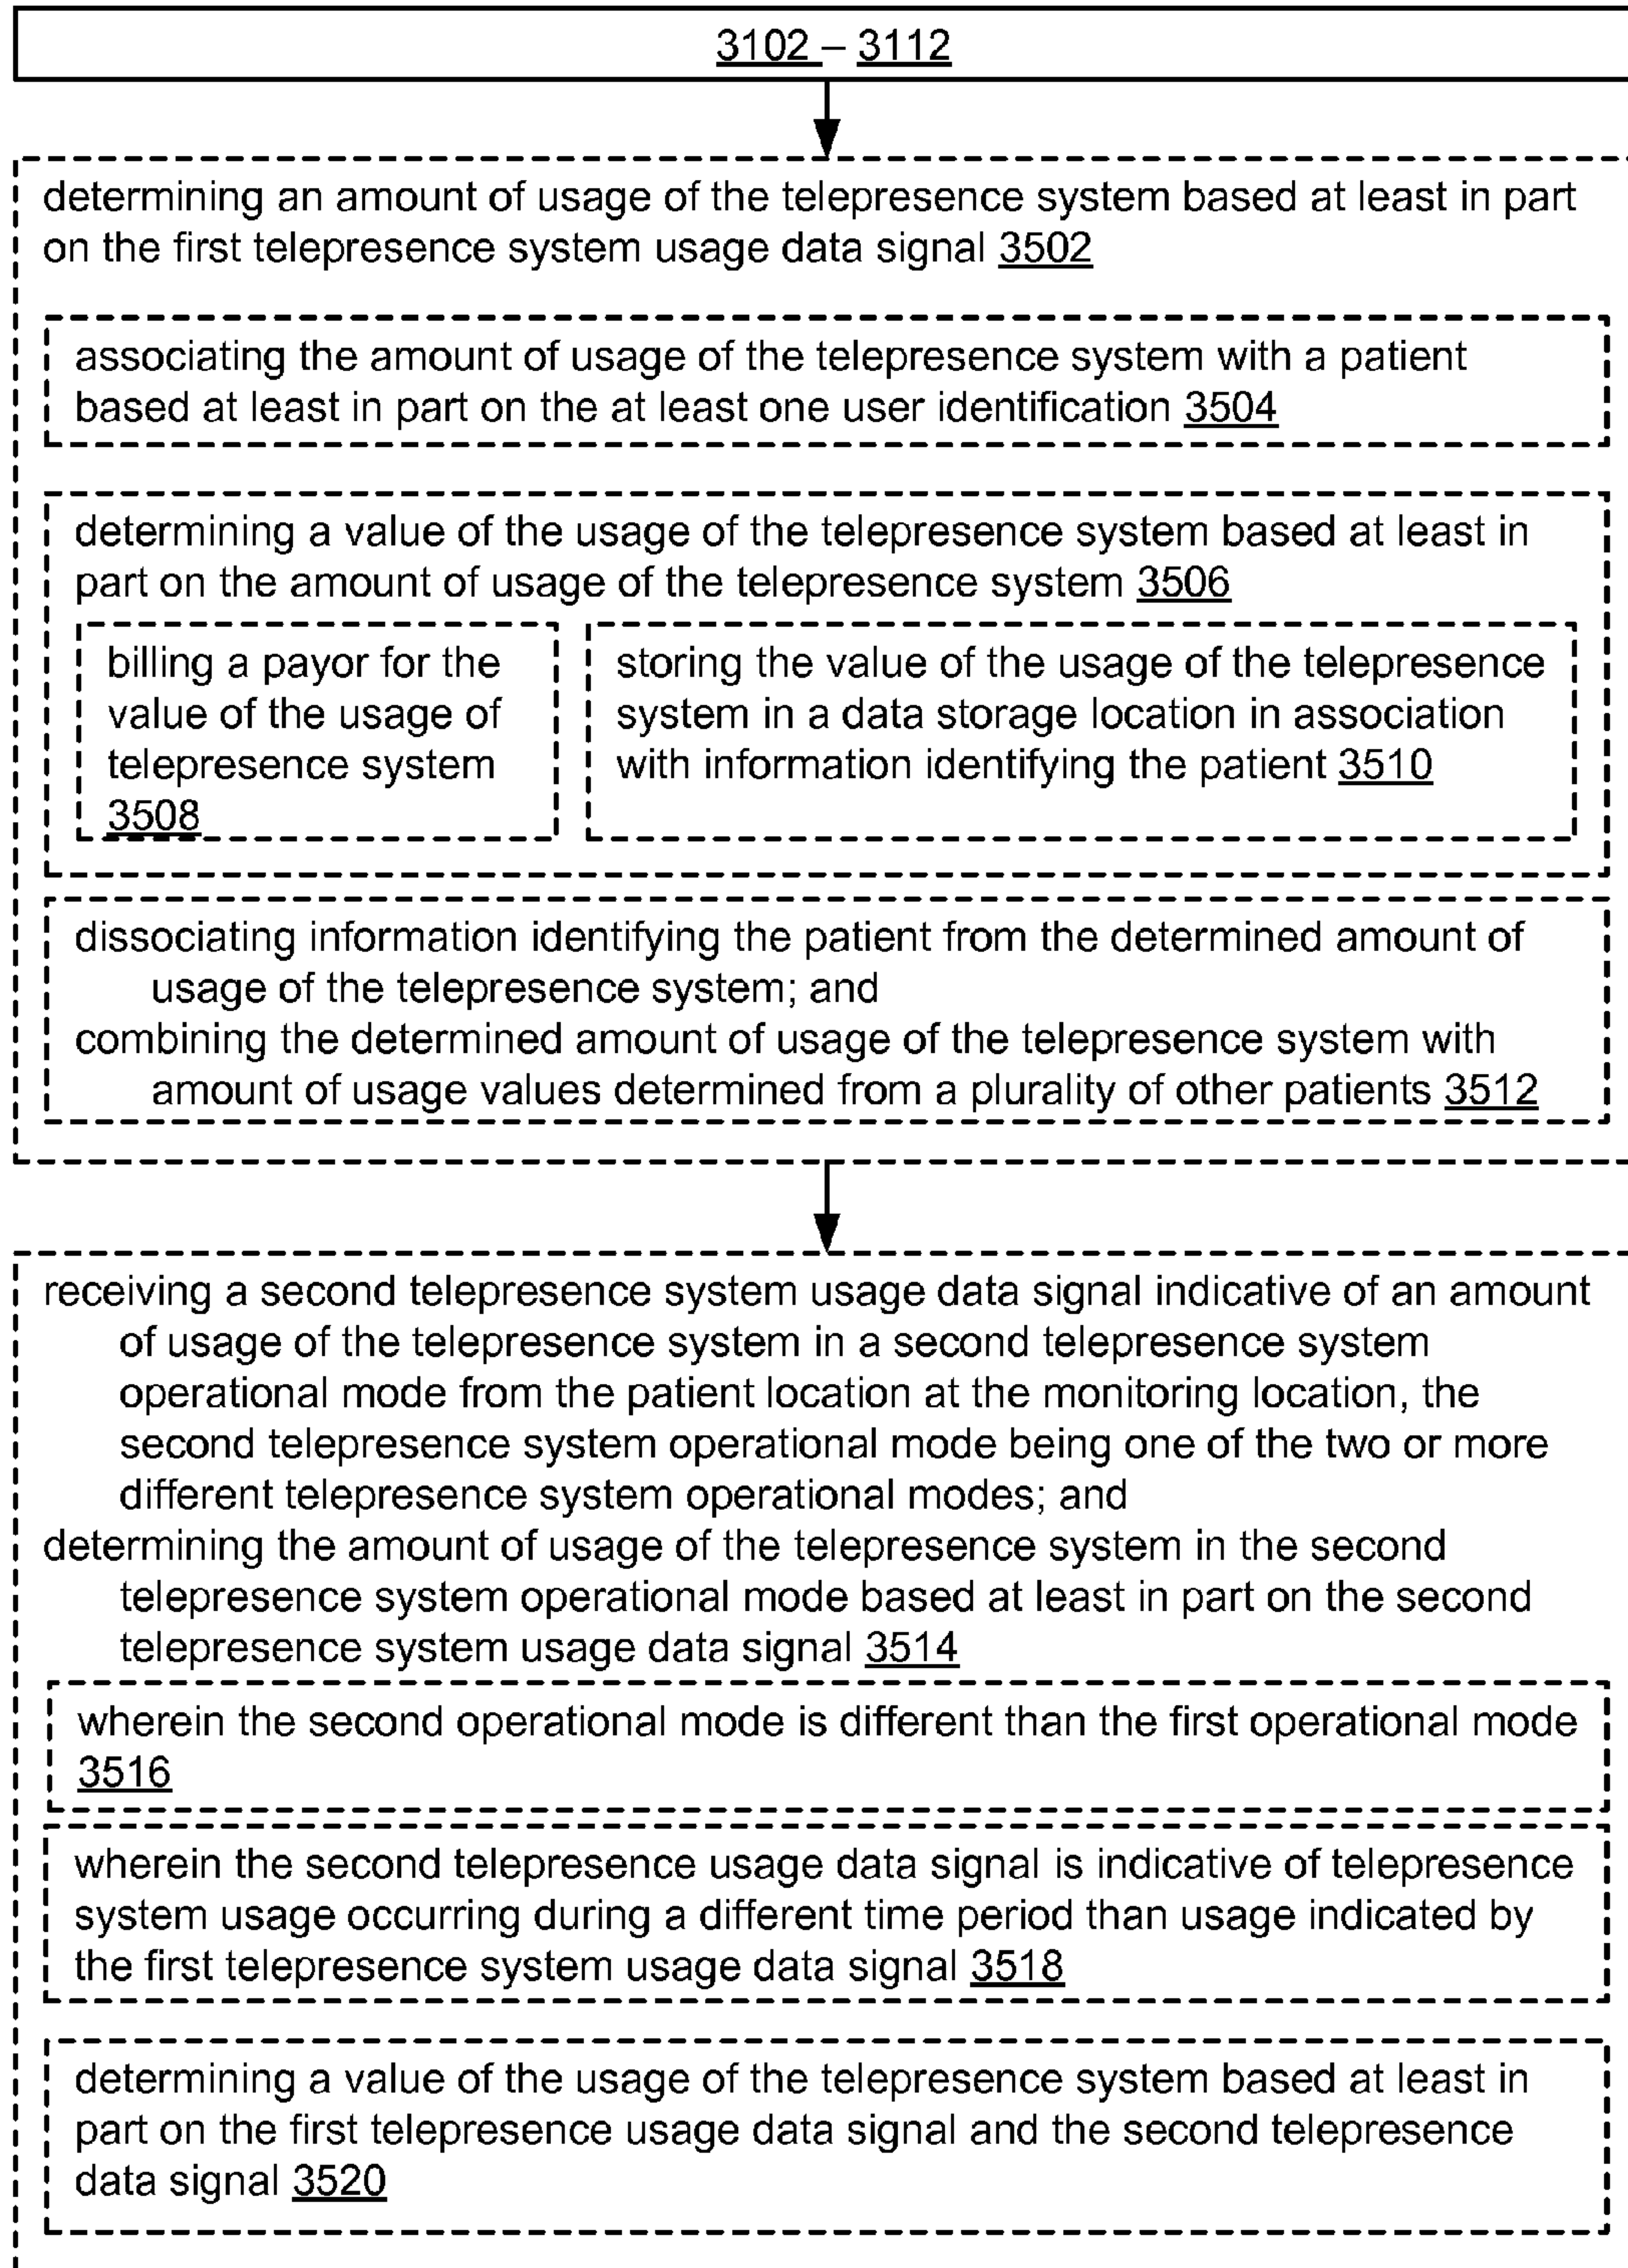 3102 – 3112
determining an amount of usage of the telepresence system based at least in part
on the first telepresence system usage data signal 3502
associating the amount of usage of the telepresence system with a patient
based at least in part on the at least one user identification 3504
determining a value of the usage of the telepresence system based at least in
part on the amount of usage of the telepresence system 3506
billing a payor for the
value of the usage of
telepresence system
3508
storing the value of the usage of the telepresence
system in a data storage location in association
with information identifying the patient 3510
dissociating information identifying the patient from the determined amount of
usage of the telepresence system; and
combining the determined amount of usage of the telepresence system with
amount of usage values determined from a plurality of other patients 3512
receiving a second telepresence system usage data signal indicative of an amount
of usage of the telepresence system in a second telepresence system
operational mode from the patient location at the monitoring location, the
second telepresence system operational mode being one of the two or more
different telepresence system operational modes; and
determining the amount of usage of the telepresence system in the second
telepresence system operational mode based at least in part on the second
telepresence system usage data signal 3514
wherein the second operational mode is different than the first operational mode
3516
wherein the second telepresence usage data signal is indicative of telepresence
system usage occurring during a different time period than usage indicated by
the first telepresence system usage data signal 3518
determining a value of the usage of the telepresence system based at least in
part on the first telepresence usage data signal and the second telepresence
data signal 3520